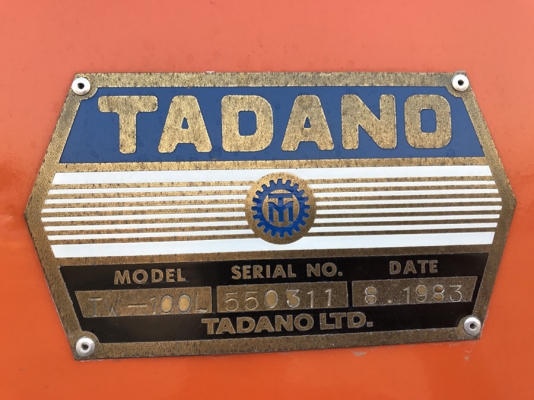 TADANO
MODEL SERIAL NO. DATE
550311 8.1983
TADANO LTD.